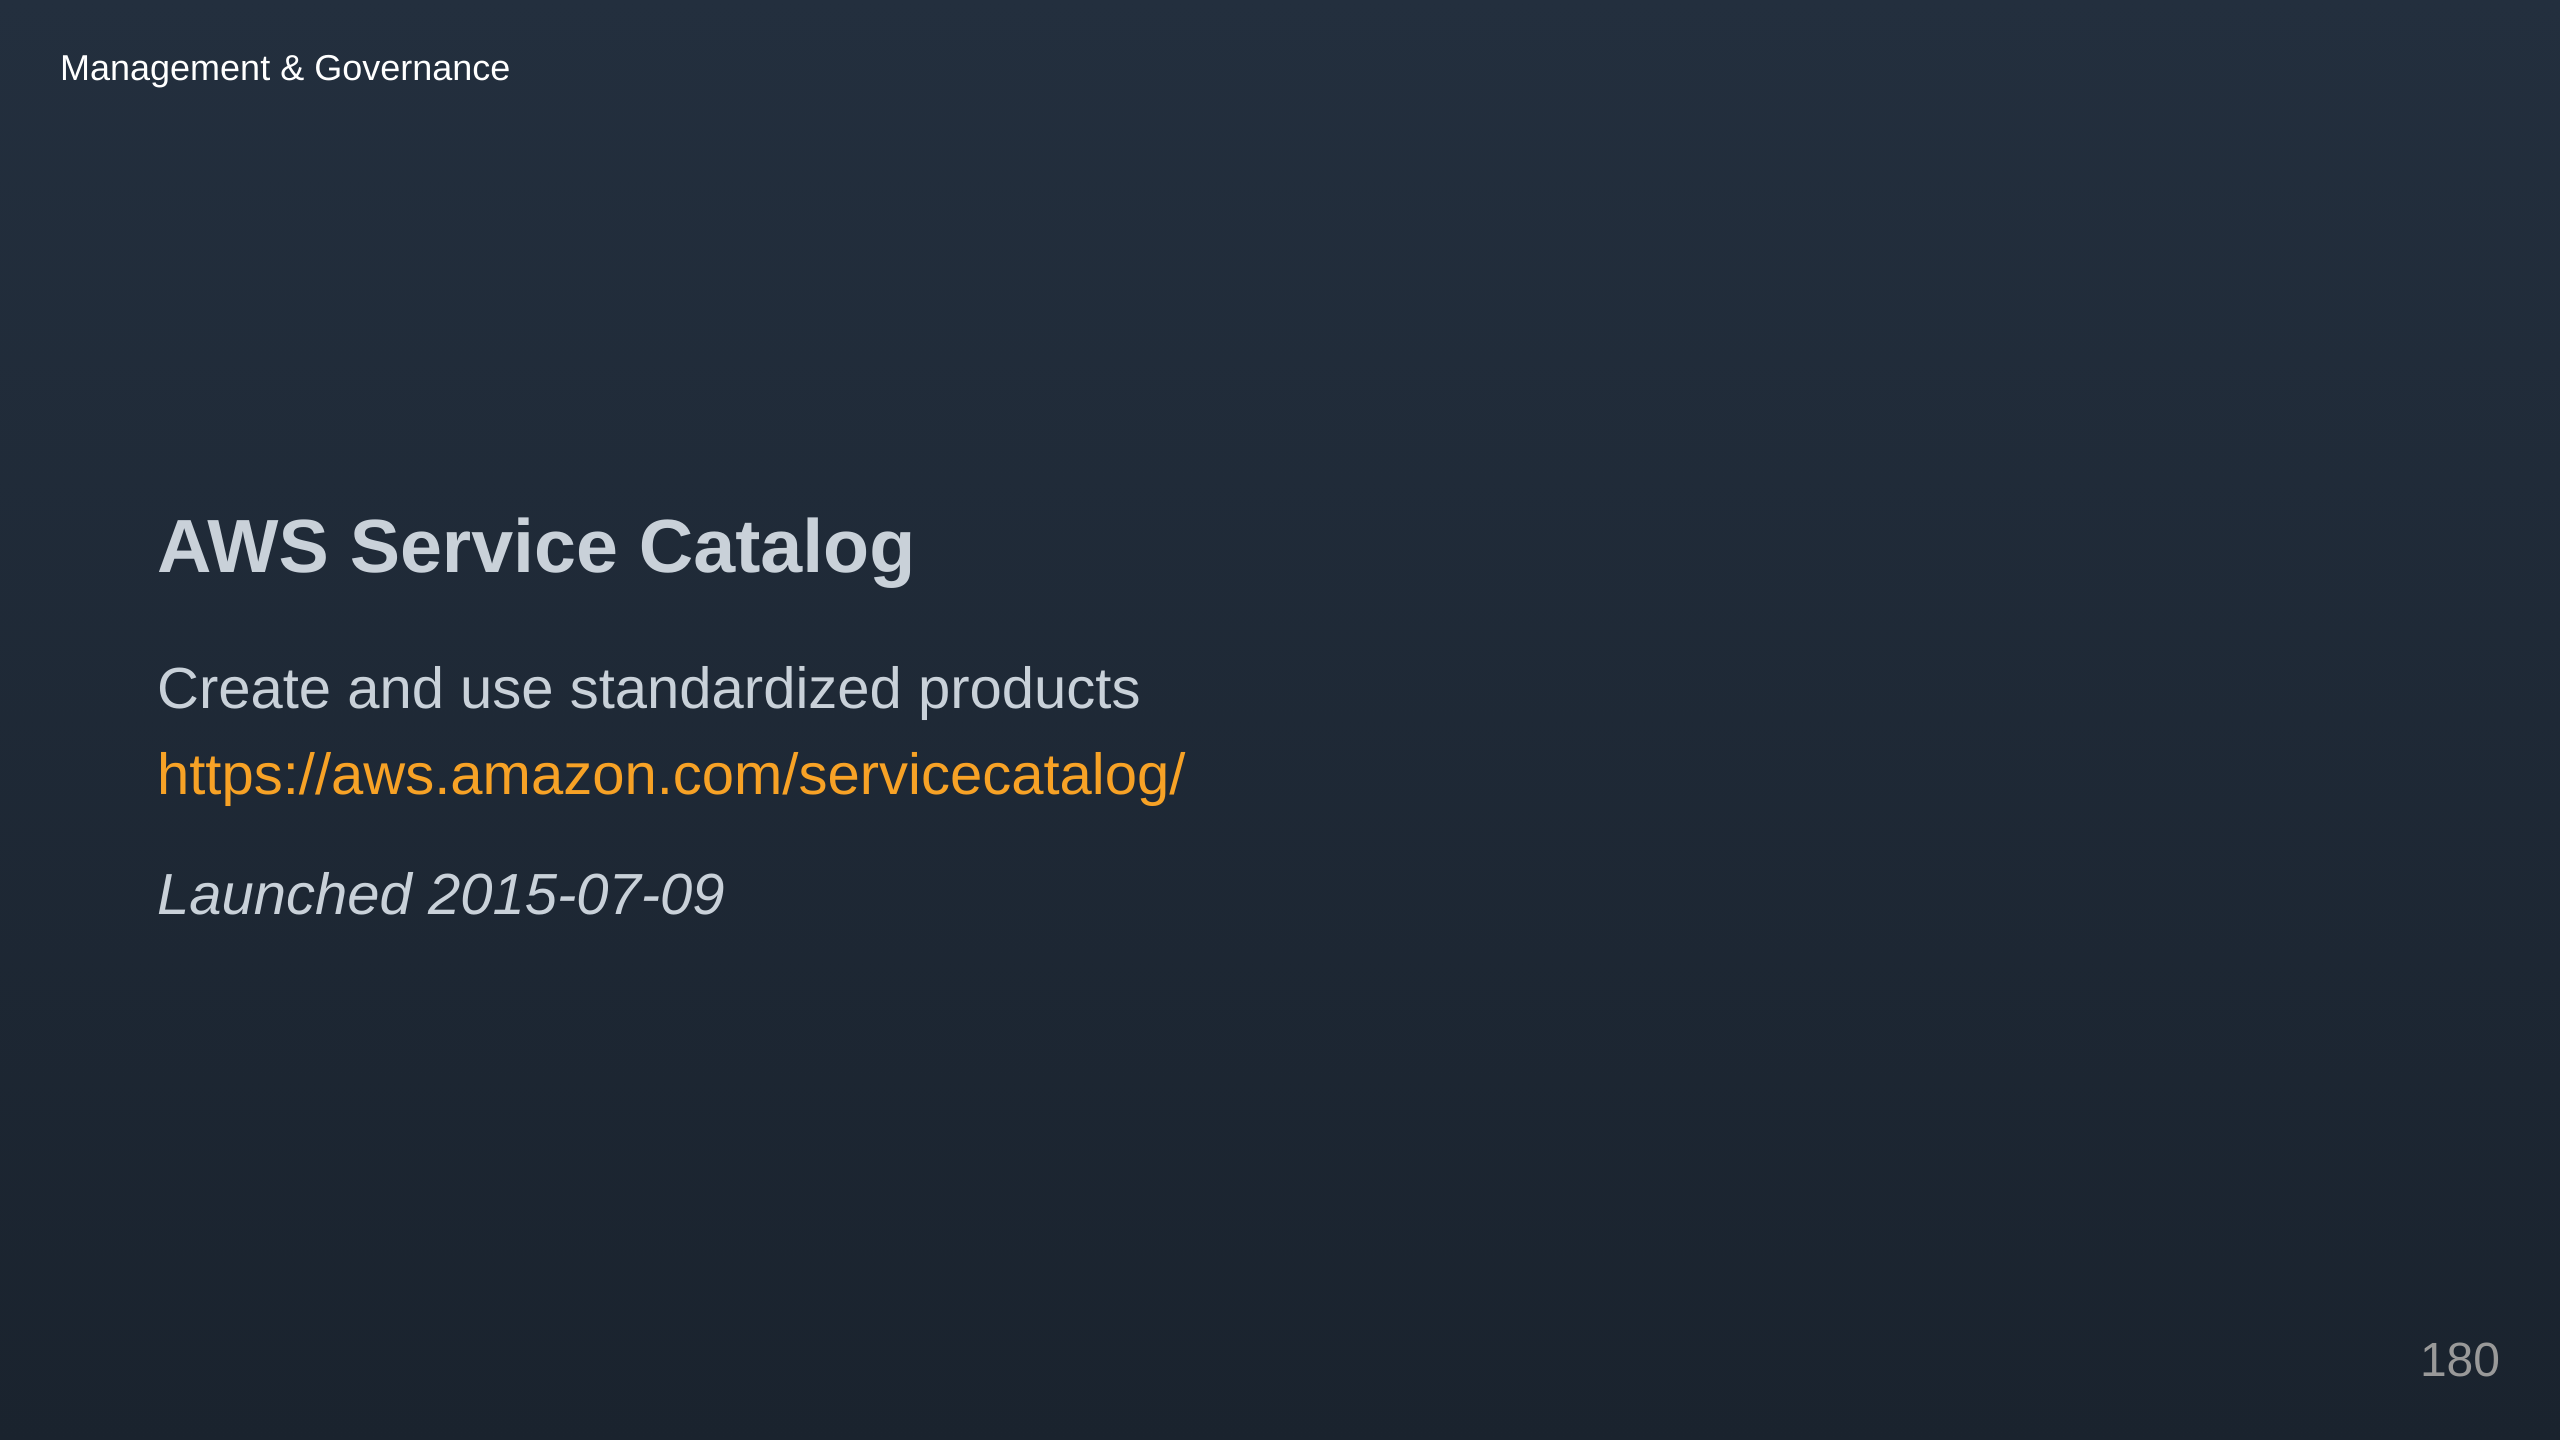 Management & Governance
AWS Service Catalog
Create and use standardized products
https://aws.amazon.com/servicecatalog/
Launched 2015-07-09
180